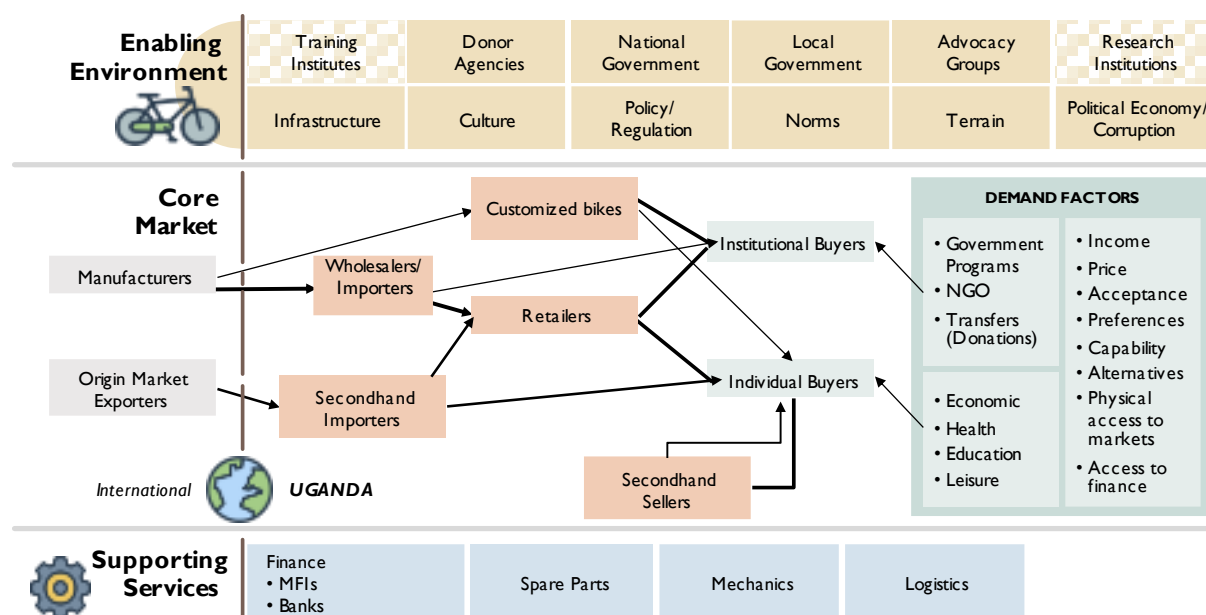 Enabling
Environment
Training
Institutes
Donor
Agencies
National
Government
Local
Government
Advocacy
Groups
Research
Institutions
Infrastructure
Culture
Policy/
Regulation
Norms
Terrain
Political Economy/
Corruption
Core
Market
Manufacturers
Origin Market
Exporters
Wholesalers/
Importers
Secondhand
Importers
Customized bikes
Retailers
Secondhand
Sellers
Institutional Buyers
Individual Buyers
DEMAND FACTORS
• Government
Programs
• NGO
• Transfers
(Donations)
• Economic
• Health
• Education
• Leisure
• Income
• Price
• Acceptance
• Preferences
• Capability
• Alternatives
• Physical
access to
markets
• Access to
finance
International
UGANDA
Supporting
Services
Finance
• MFIs
• Banks
Spare Parts
Mechanics
Logistics